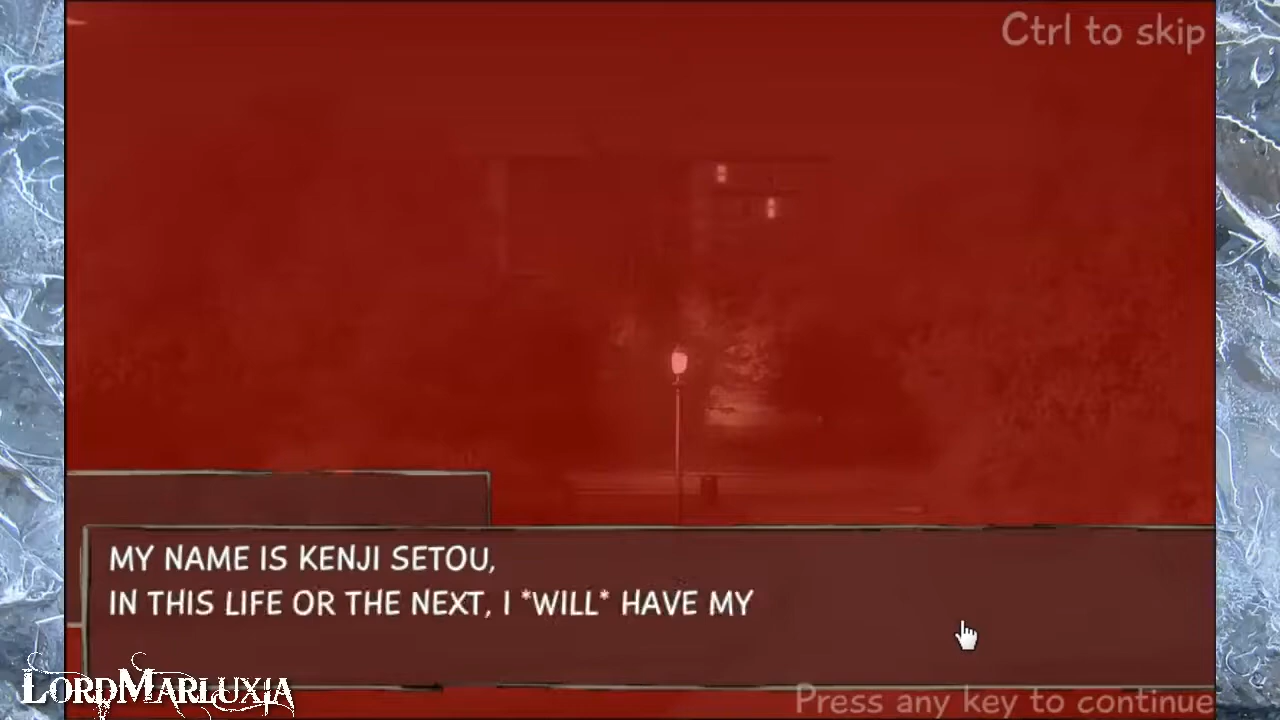 Ctrl to skip
MY NAME IS KENJI SETOU,
IN THIS LIFE OR THE NEXT, I *WILL* HAVE MY
LORDMARLUXIA
Press any key to continue